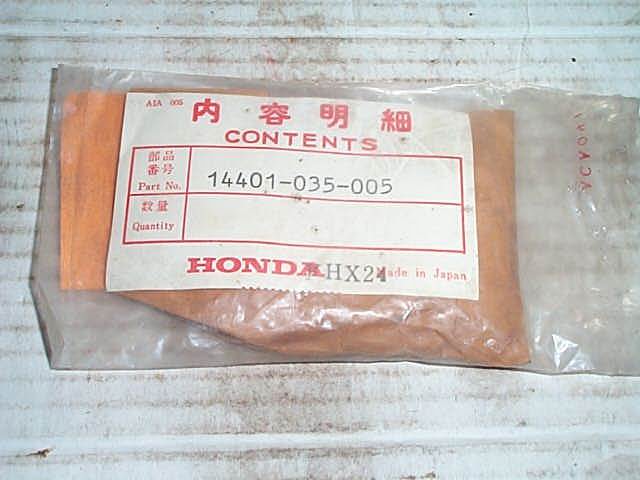 AIA 005
内容明細
CONTENTS
部品
番号
Part No.
14401-035-005
数量
Quantity
HONDA
HX24
Made in Japan